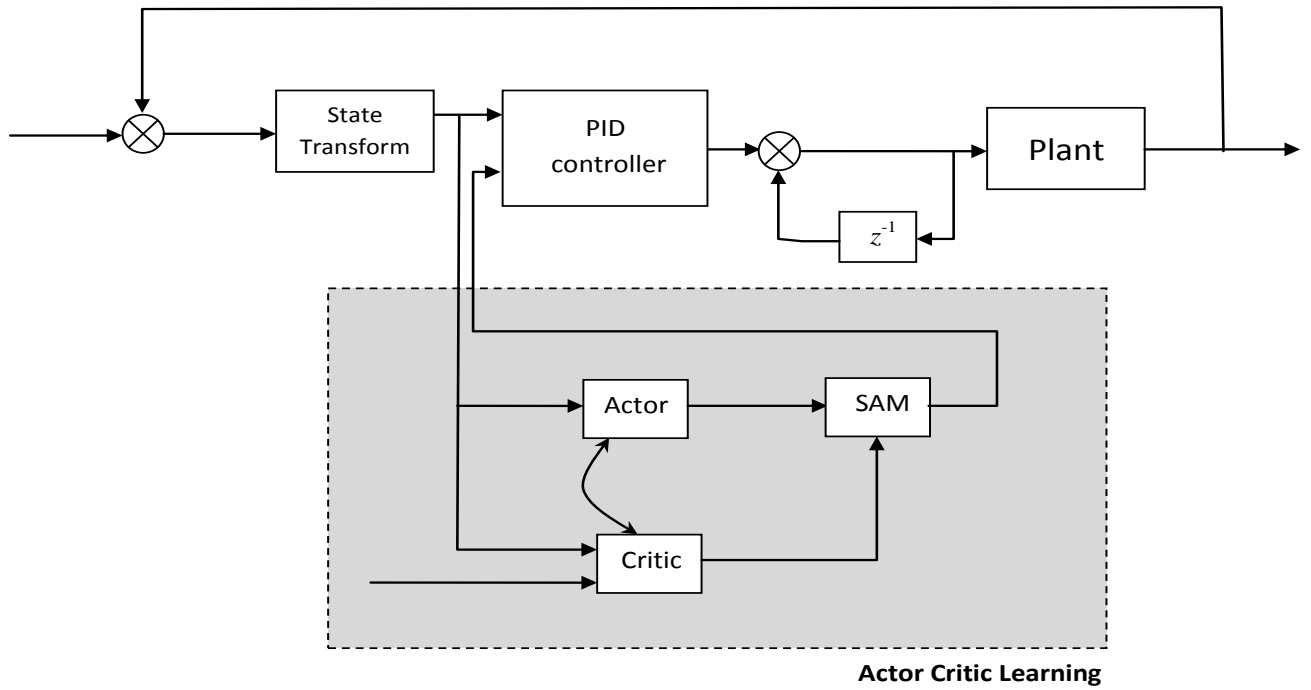 State
Transform
PID
controller
Plant
z⁻¹
Actor
SAM
Critic
Actor Critic Learning